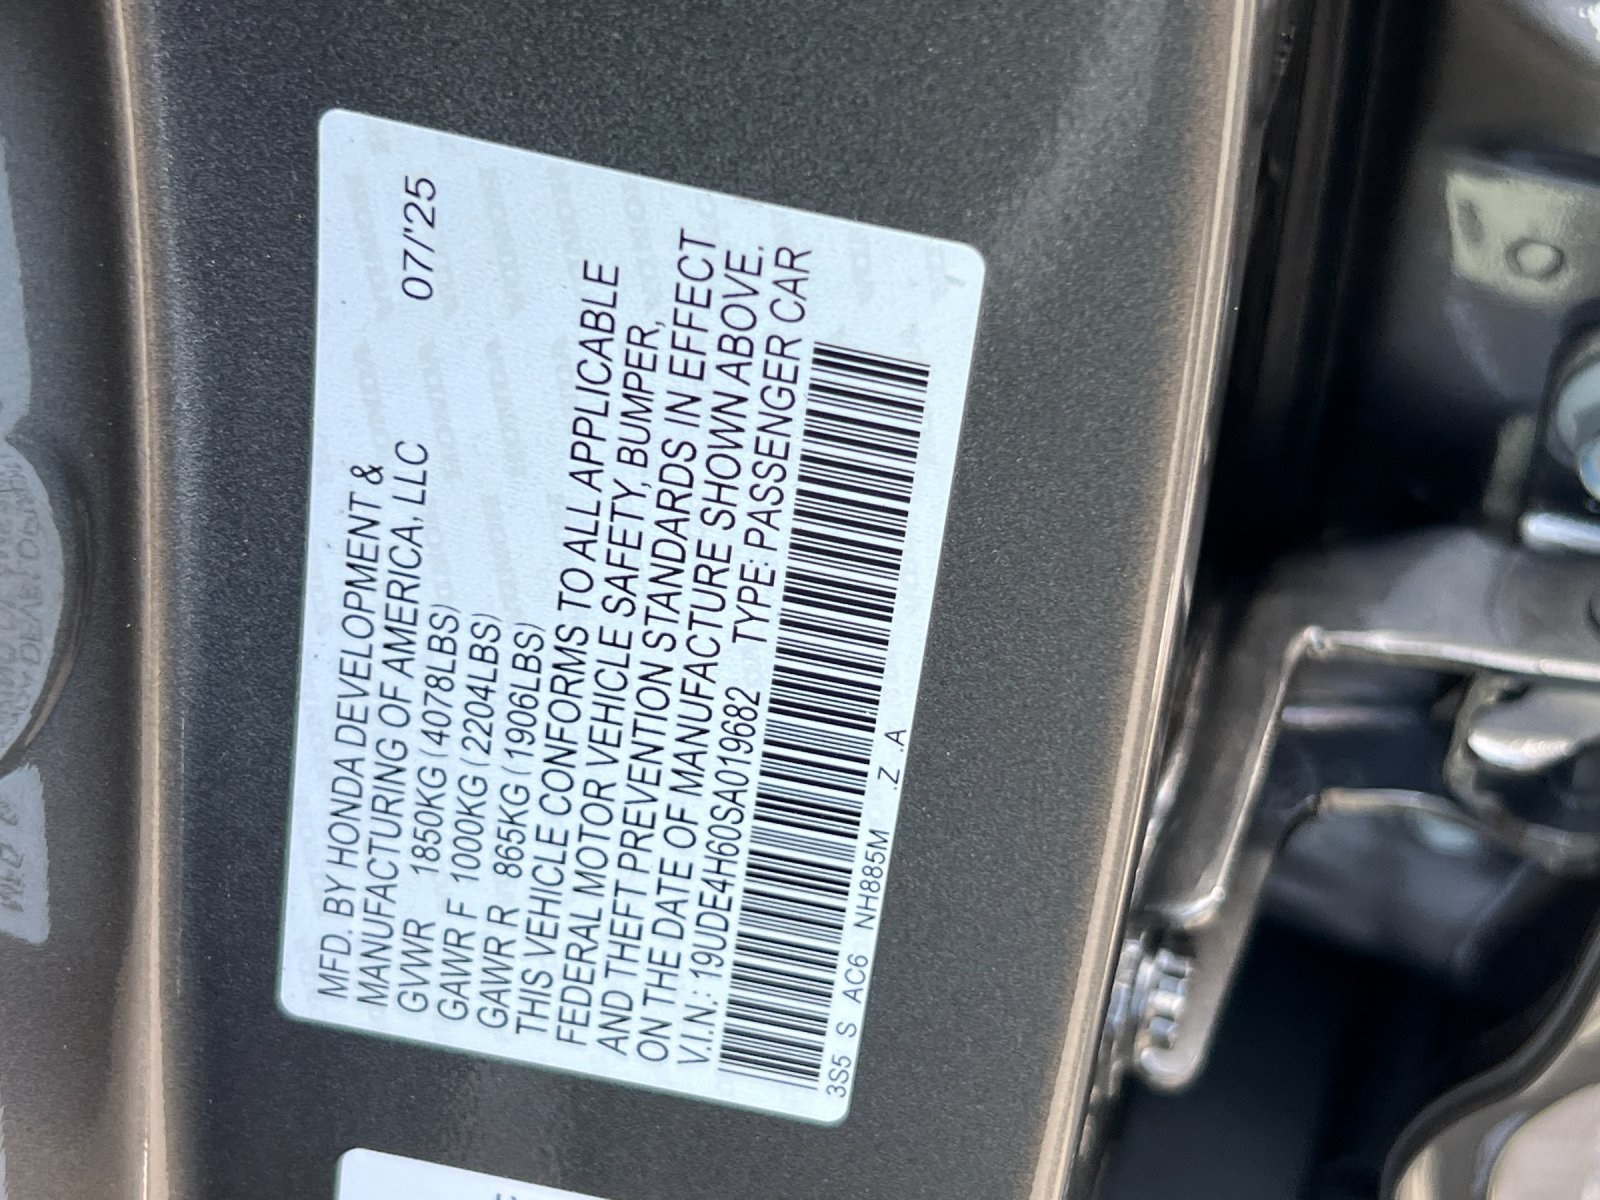 MFD. BY HONDA DEVELOPMENT &
MANUFACTURING OF AMERICA, LLC 07/'25
GVWR 1850KG (4078LBS)
GAWR F 1000KG (2204LBS)
GAWR R 865KG (1906LBS)
THIS VEHICLE CONFORMS TO ALL APPLICABLE
FEDERAL MOTOR VEHICLE SAFETY, BUMPER,
AND THEFT PREVENTION STANDARDS IN EFFECT
ON THE DATE OF MANUFACTURE SHOWN ABOVE.
V.I.N.: 19UDE4H60SA019682 TYPE: PASSENGER CAR
3S5 S AC6 NH885M .Z .A